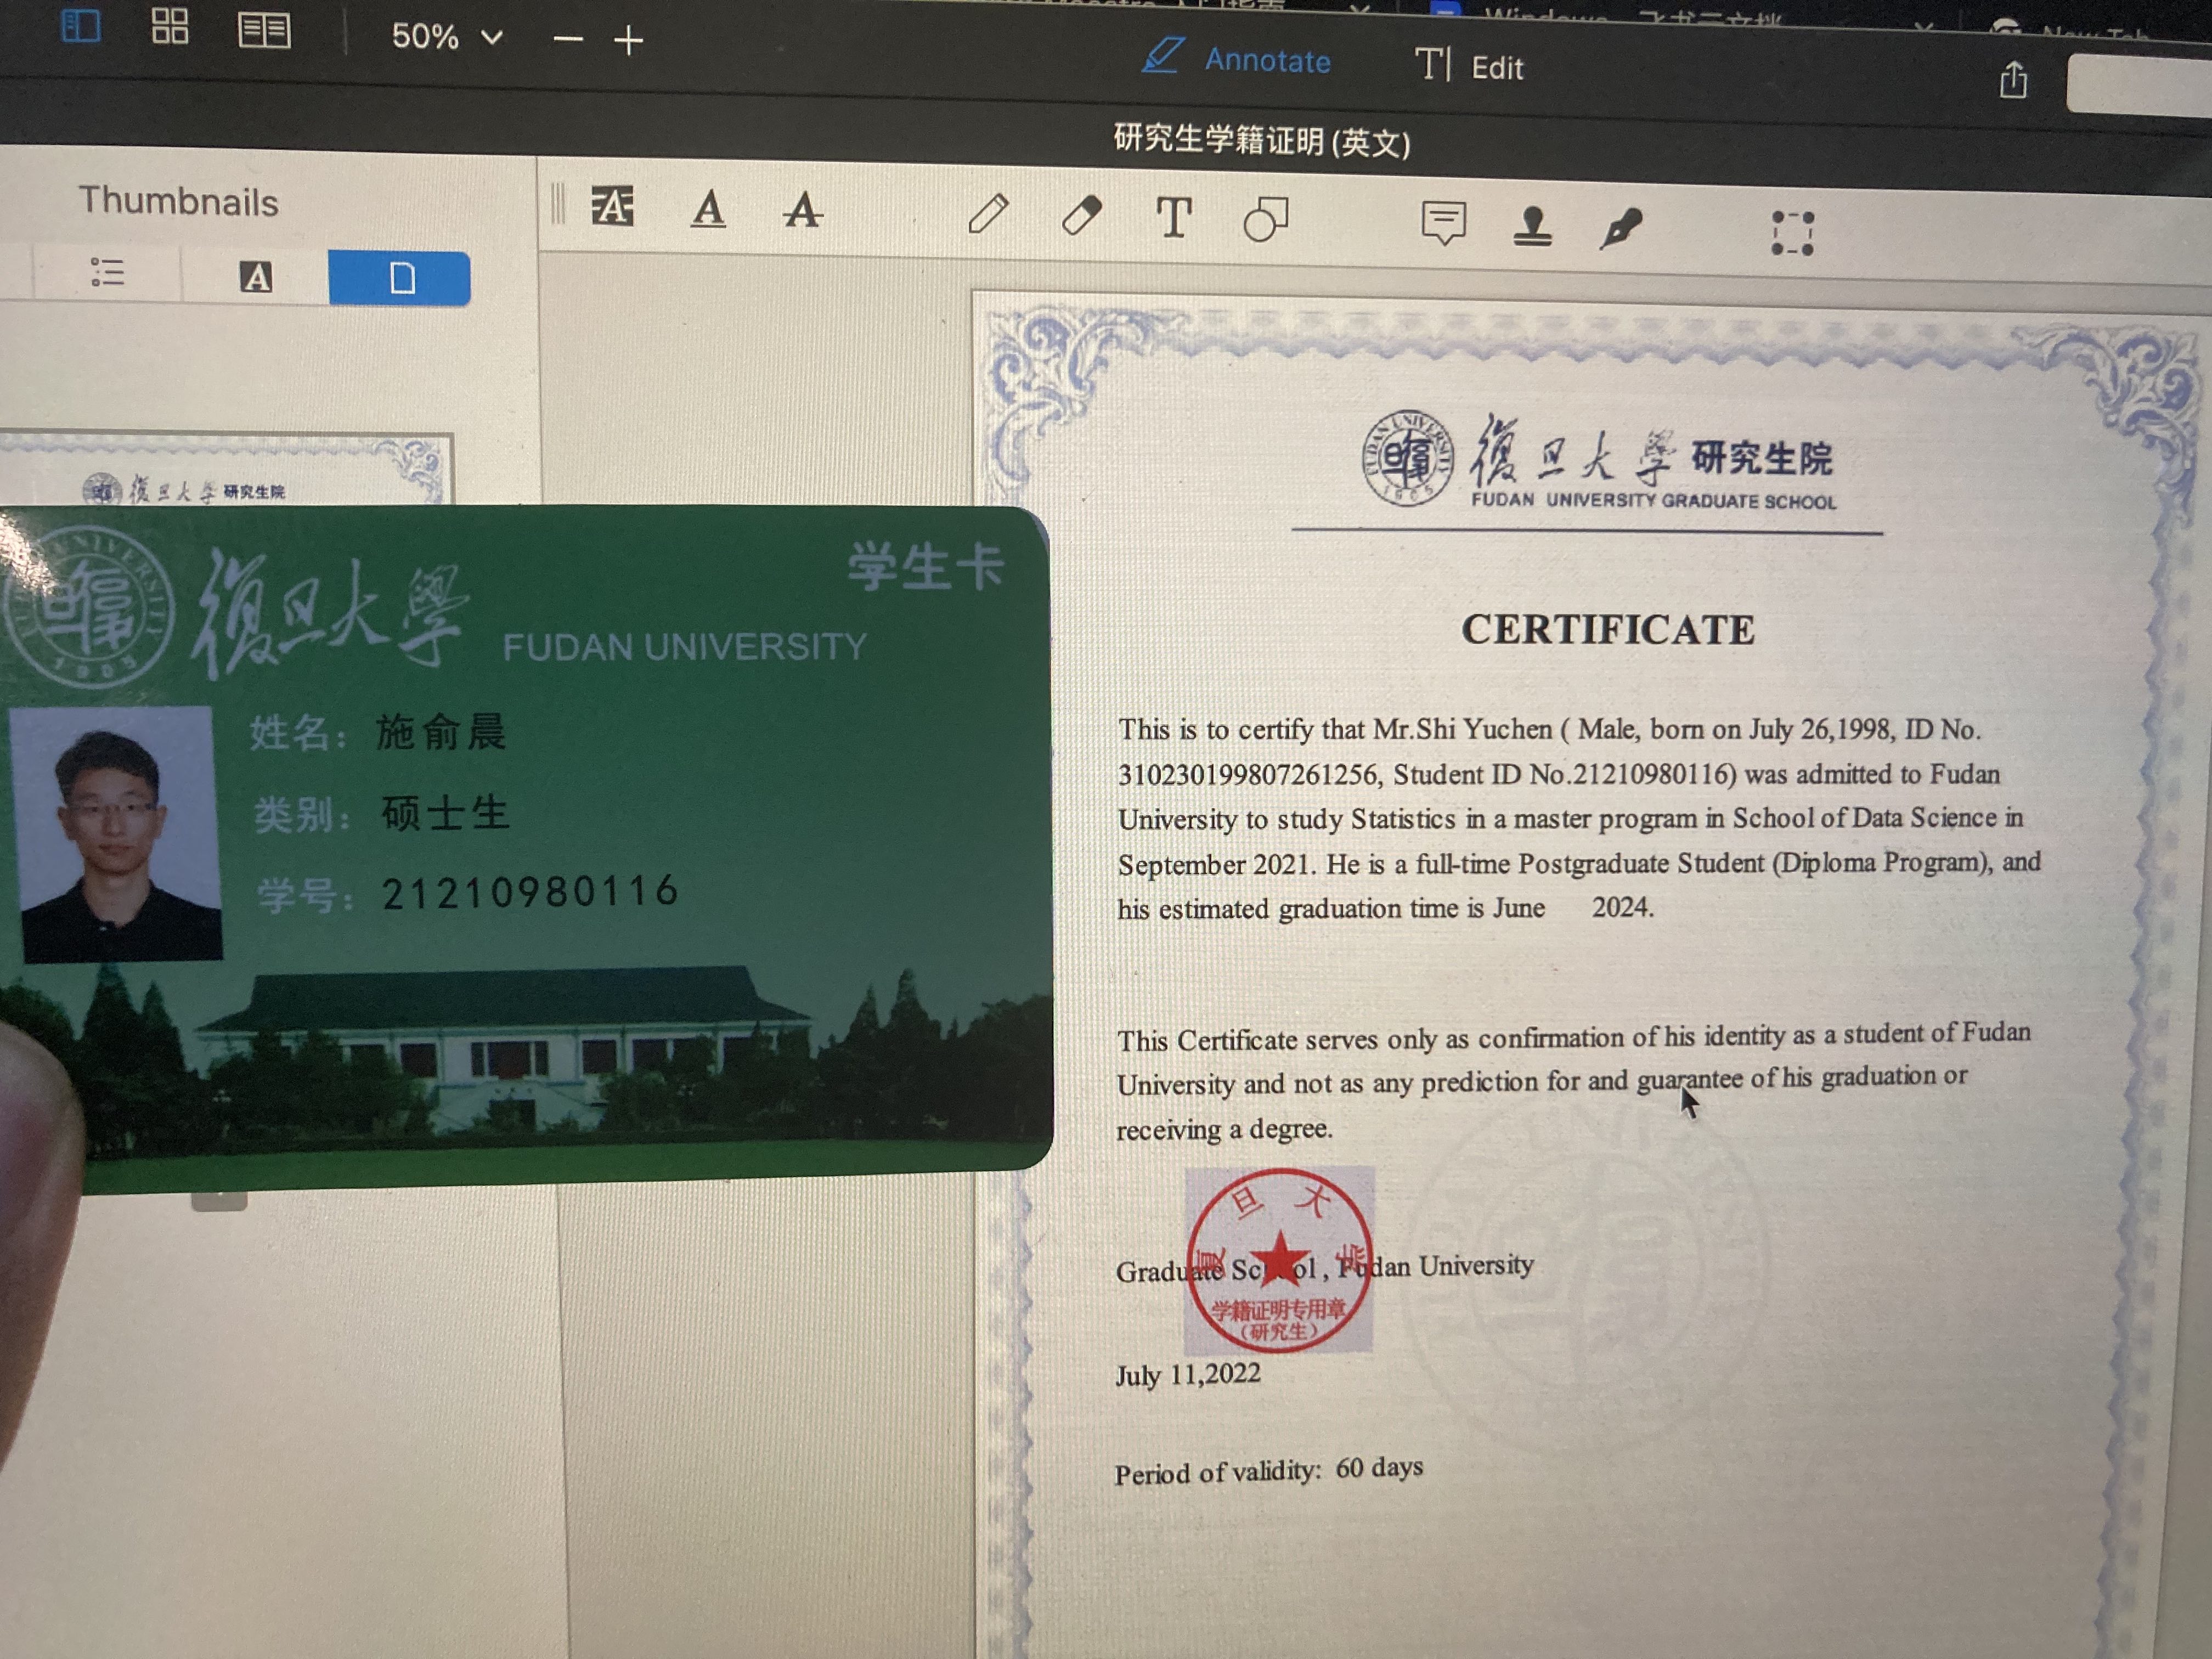 50%
Annotate
Edit
研究生学籍证明(英文)
Thumbnails
復旦大學 研究生院
復旦大學
FUDAN UNIVERSITY
学生卡
1905
姓名: 施俞晨
类别: 硕士生
学号: 21210980116
FUDAN UNIVERSITY
1905
復旦大學 研究生院
FUDAN UNIVERSITY GRADUATE SCHOOL
CERTIFICATE
This is to certify that Mr.Shi Yuchen ( Male, born on July 26,1998, ID No.
310230199807261256, Student ID No.21210980116) was admitted to Fudan
University to study Statistics in a master program in School of Data Science in
September 2021. He is a full-time Postgraduate Student (Diploma Program), and
his estimated graduation time is June 2024.
This Certificate serves only as confirmation of his identity as a student of Fudan
University and not as any prediction for and guarantee of his graduation or
receiving a degree.
复旦大学
Graduate School, Fudan University
学籍证明专用章
(研究生)
July 11,2022
Period of validity: 60 days